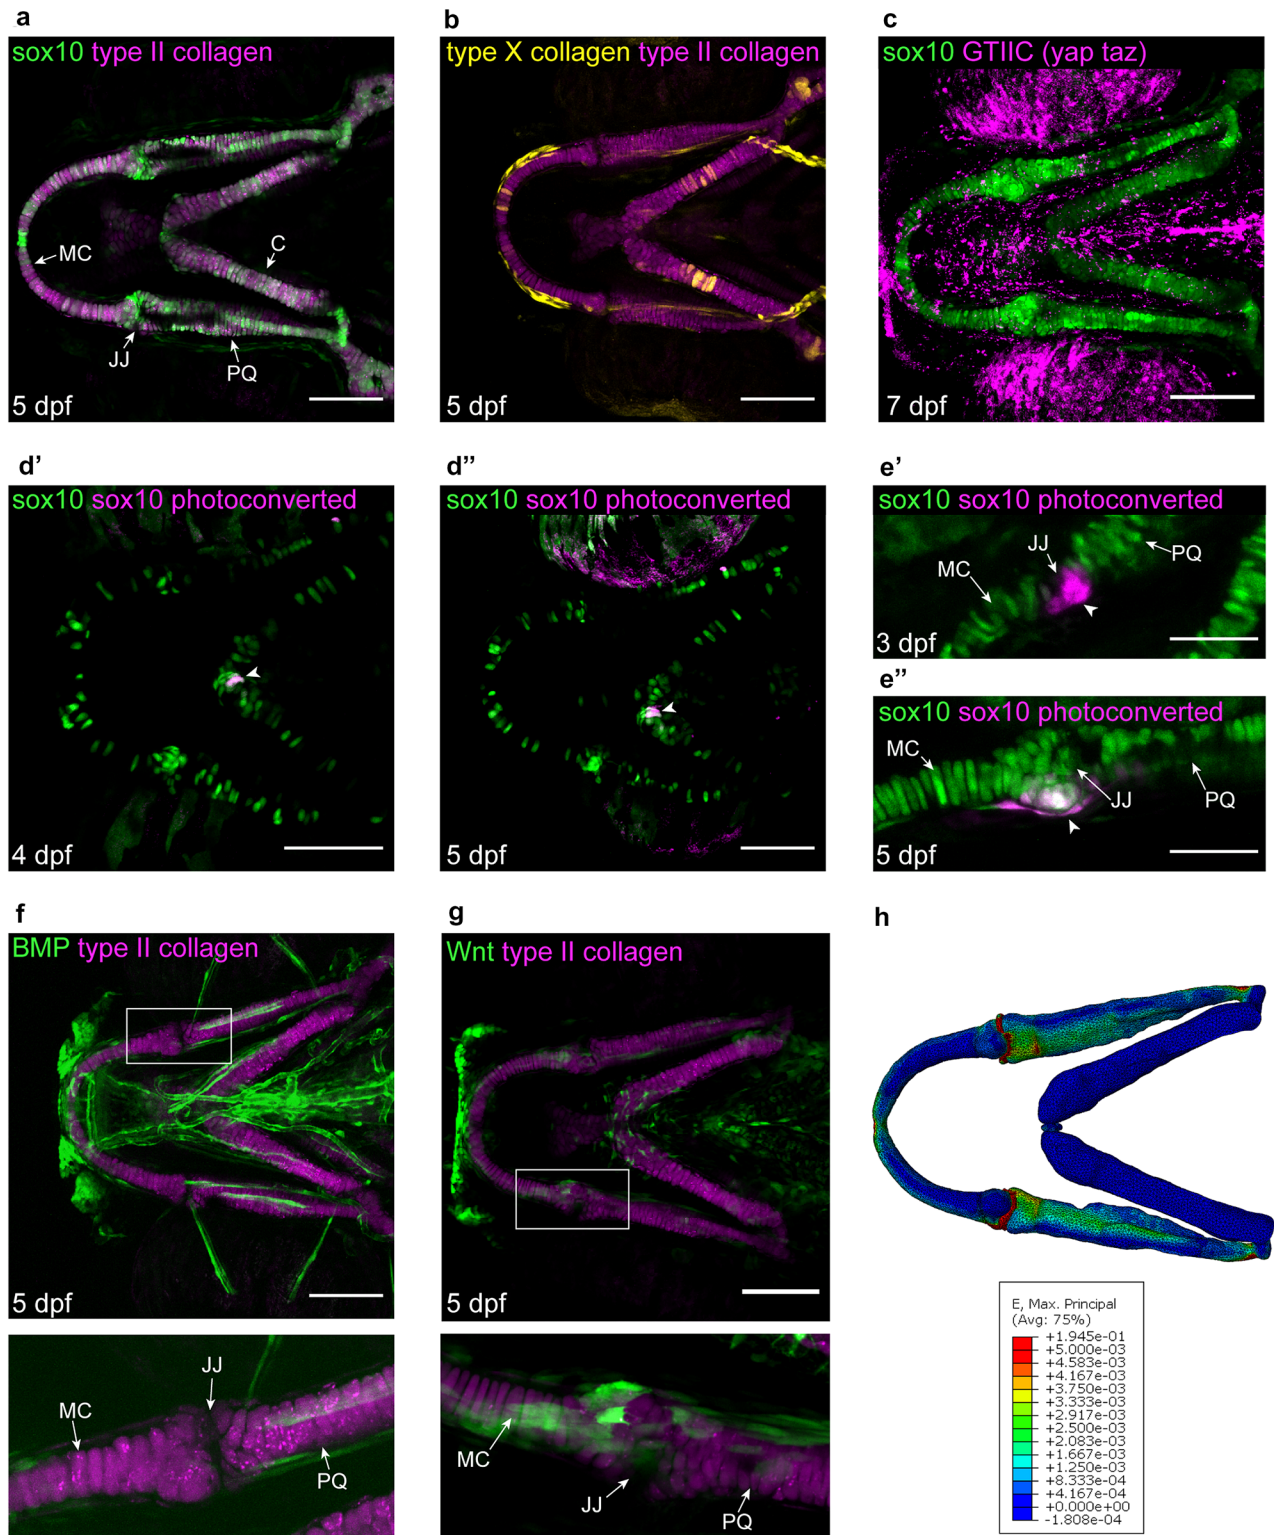 a
sox10 type II collagen
MC
C
JJ
PQ
5 dpf
b
type X collagen type II collagen
5 dpf
c
sox10 GTIIC (yap taz)
7 dpf
d’
sox10 sox10 photoconverted
4 dpf
d’’
sox10 sox10 photoconverted
5 dpf
e’
sox10 sox10 photoconverted
JJ
PQ
MC
3 dpf
e’’
sox10 sox10 photoconverted
MC
JJ
PQ
5 dpf
f
BMP type II collagen
5 dpf
JJ
MC
PQ
g
Wnt type II collagen
5 dpf
MC
JJ
PQ
h
E, Max. Principal
(Avg: 75%)
+1.945e-01
+5.000e-03
+4.583e-03
+4.167e-03
+3.750e-03
+3.333e-03
+2.917e-03
+2.500e-03
+2.083e-03
+1.667e-03
+1.250e-03
+8.333e-04
+4.167e-04
+0.000e+00
-1.808e-04